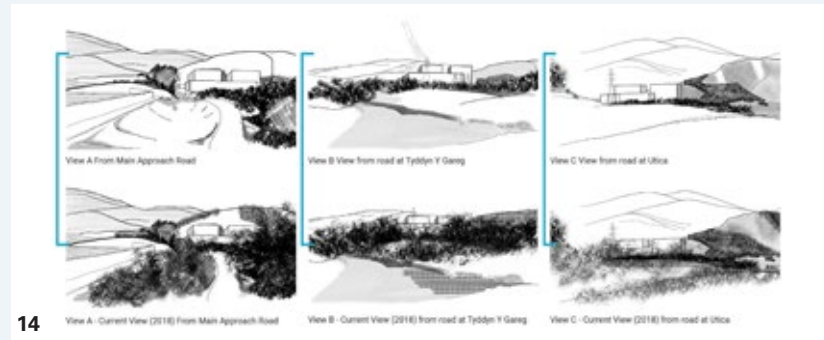 View A From Main Approach Road
View B View from road at Tyddyn Y Gareg
View C View from road at Utica
View A - Current View (2018) From Main Approach Road
View B - Current View (2018) from road at Tyddyn Y Gareg
View C - Current View (2018) from road at Utica
14